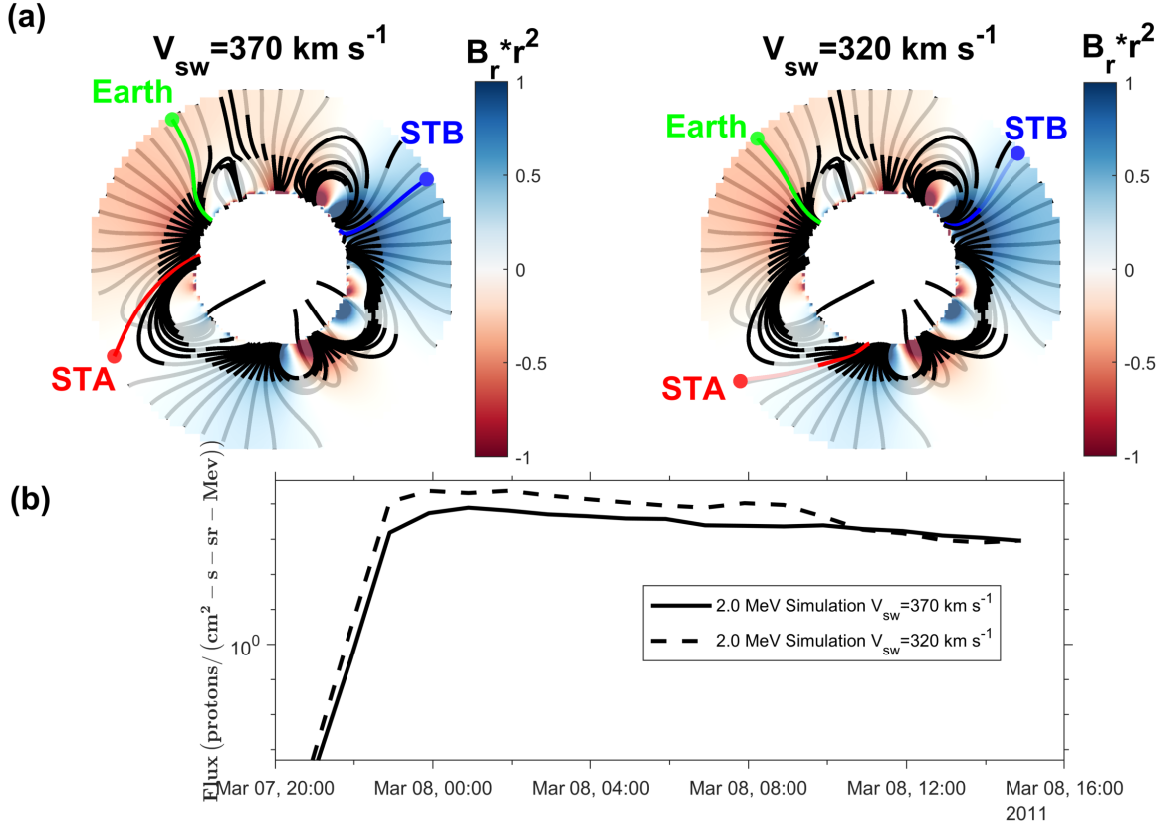 (a)
V_sw=370 km s^-1
B_r*r^2
Earth
STB
STA
1
0.5
0
-0.5
-1
V_sw=320 km s^-1
B_r*r^2
Earth
STB
STA
1
0.5
0
-0.5
-1
(b)
Flux (protons/ (cm^2 − s − sr − Mev))
10^0
2.0 MeV Simulation V_sw=370 km s^-1
2.0 MeV Simulation V_sw=320 km s^-1
Mar 07, 20:00
Mar 08, 00:00
Mar 08, 04:00
Mar 08, 08:00
Mar 08, 12:00
Mar 08, 16:00
2011